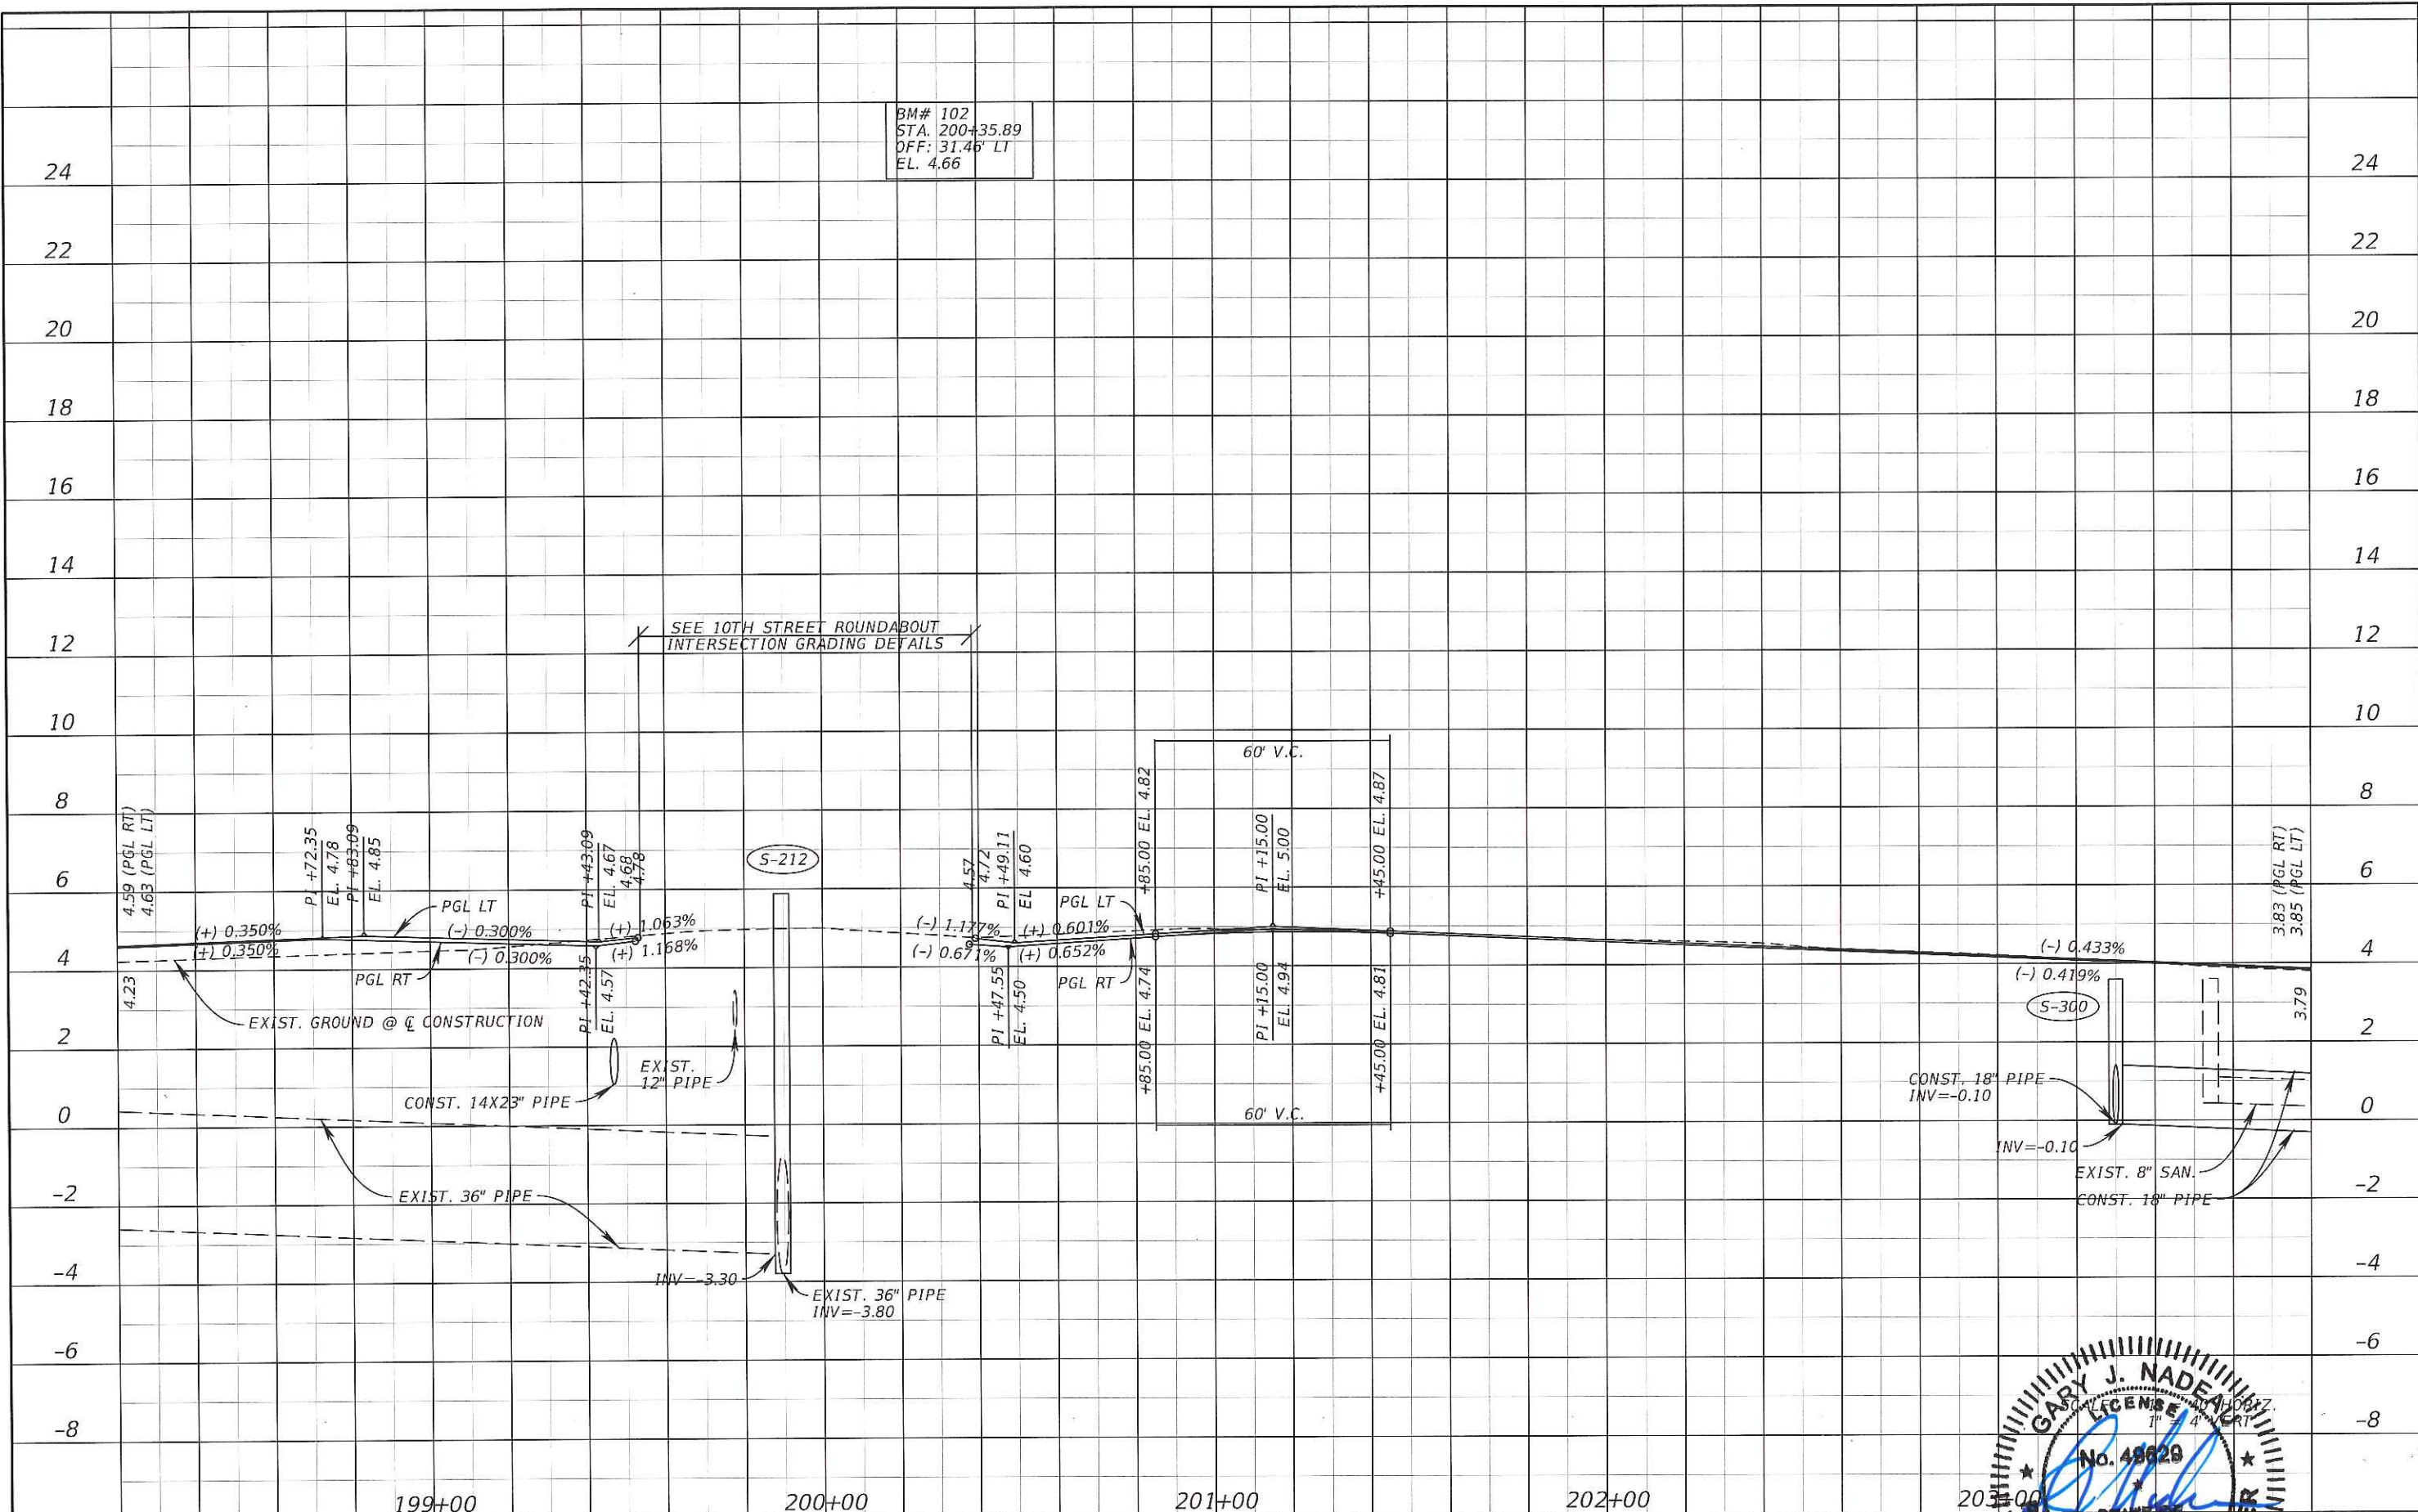 BM# 102
STA. 200+35.89
OFF: 31.46' LT
EL. 4.66
24
24
22
22
20
20
18
18
16
16
14
14
12
12
10
10
8
8
6
6
4
4
2
2
0
0
-2
-2
-4
-4
-6
-6
-8
-8
SEE 10TH STREET ROUNDABOUT
INTERSECTION GRADING DETAILS
4.59 (PGL RT)
4.63 (PGL LT)
4.23
(+) 0.350%
(+) 0.350%
PI +72.35
EL. 4.78
PI +83.09
EL. 4.85
PGL LT
(-) 0.300%
(-) 0.300%
PGL RT
EXIST. GROUND @ ℄ CONSTRUCTION
PI +43.09
EL. 4.67
4.68
4.78
(+) 1.063%
(+) 1.168%
PI +42.35
EL. 4.57
CONST. 14X23" PIPE
EXIST.
12" PIPE
S-212
EXIST. 36" PIPE
INV=-3.30
EXIST. 36" PIPE
INV=-3.80
4.57
4.72
PI +49.11
EL 4.60
(-) 1.177%
(+) 0.601%
(-) 0.671%
(+) 0.652%
PI +47.55
EL. 4.50
PGL LT
PGL RT
60' V.C.
+85.00 EL. 4.82
PI +15.00
EL. 5.00
+45.00 EL. 4.87
+85.00 EL. 4.74
PI +15.00
EL. 4.94
+45.00 EL. 4.81
60' V.C.
(-) 0.433%
(-) 0.419%
3.83 (PGL RT)
3.85 (PGL LT)
3.79
S-300
CONST. 18" PIPE
INV=-0.10
INV=-0.10
EXIST. 8" SAN.
CONST. 18" PIPE
SCALE: 1" = 40' HORIZ.
1" = 4' VERT.
GARY J. NADEAU
LICENSE
No. 49629
199+00
200+00
201+00
202+00
203+00